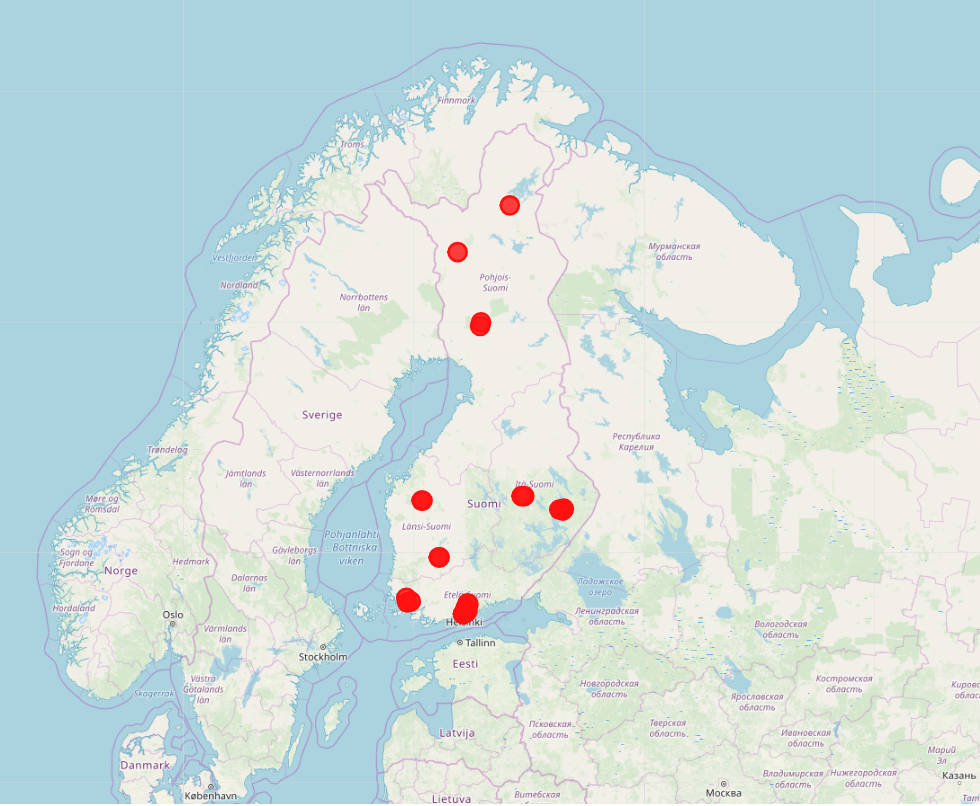 Finnmark
Troms
Vestfjorden
Nordland
Мурманская
область
Pohjois-
Suomi
Norrbottens
län
Sverige
Республика
Карелия
Trøndelag
Jämtlands
län
Västernorrlands
län
Itä-Suomi
Møre og
Romsdal
Suomi
Länsi-Suomi
Pohjanlahti
- Bottniska
viken
Sogn og
Fjordane
Hedmark
Gävleborgs
län
Norge
Dalarnas
län
Ладожское
озеро
Hordaland
Oslo
Helsinki
Ленинградская
область
Вологодская
область
Värmlands
län
Stockholm
Tallinn
Eesti
Västra
Götalands
län
Skagerrak
Новгородская
область
Костромская
область
Киров
облас
Ярославская
область
Псковская
область
Тверская
область
Latvija
Ивановская
область
Марий
Эл
Danmark
Владимирская
область
Нижегородская
область
Казань
København
Москва
Lietuva
Витебская